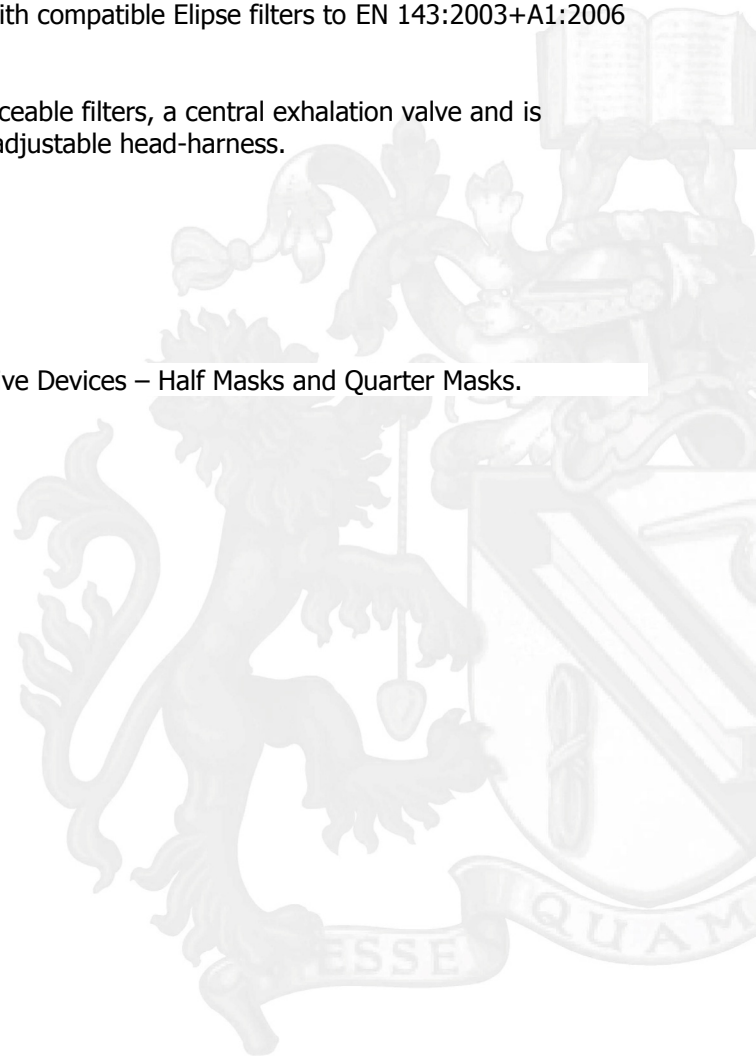 ith compatible Elipse filters to EN 143:2003+A1:2006
ceable filters, a central exhalation valve and is
adjustable head-harness.
ve Devices – Half Masks and Quarter Masks.
ESSE
QUAM